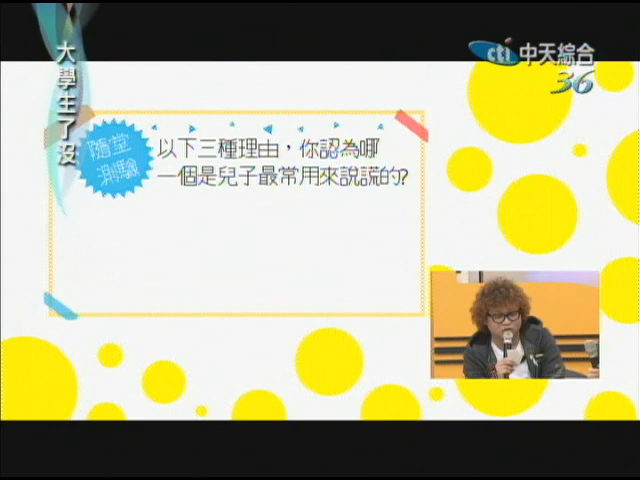 大學生了沒
cti 中天綜合
36
隨堂
測驗
以下三種理由，你認為哪
一個是兒子最常用來說謊的?